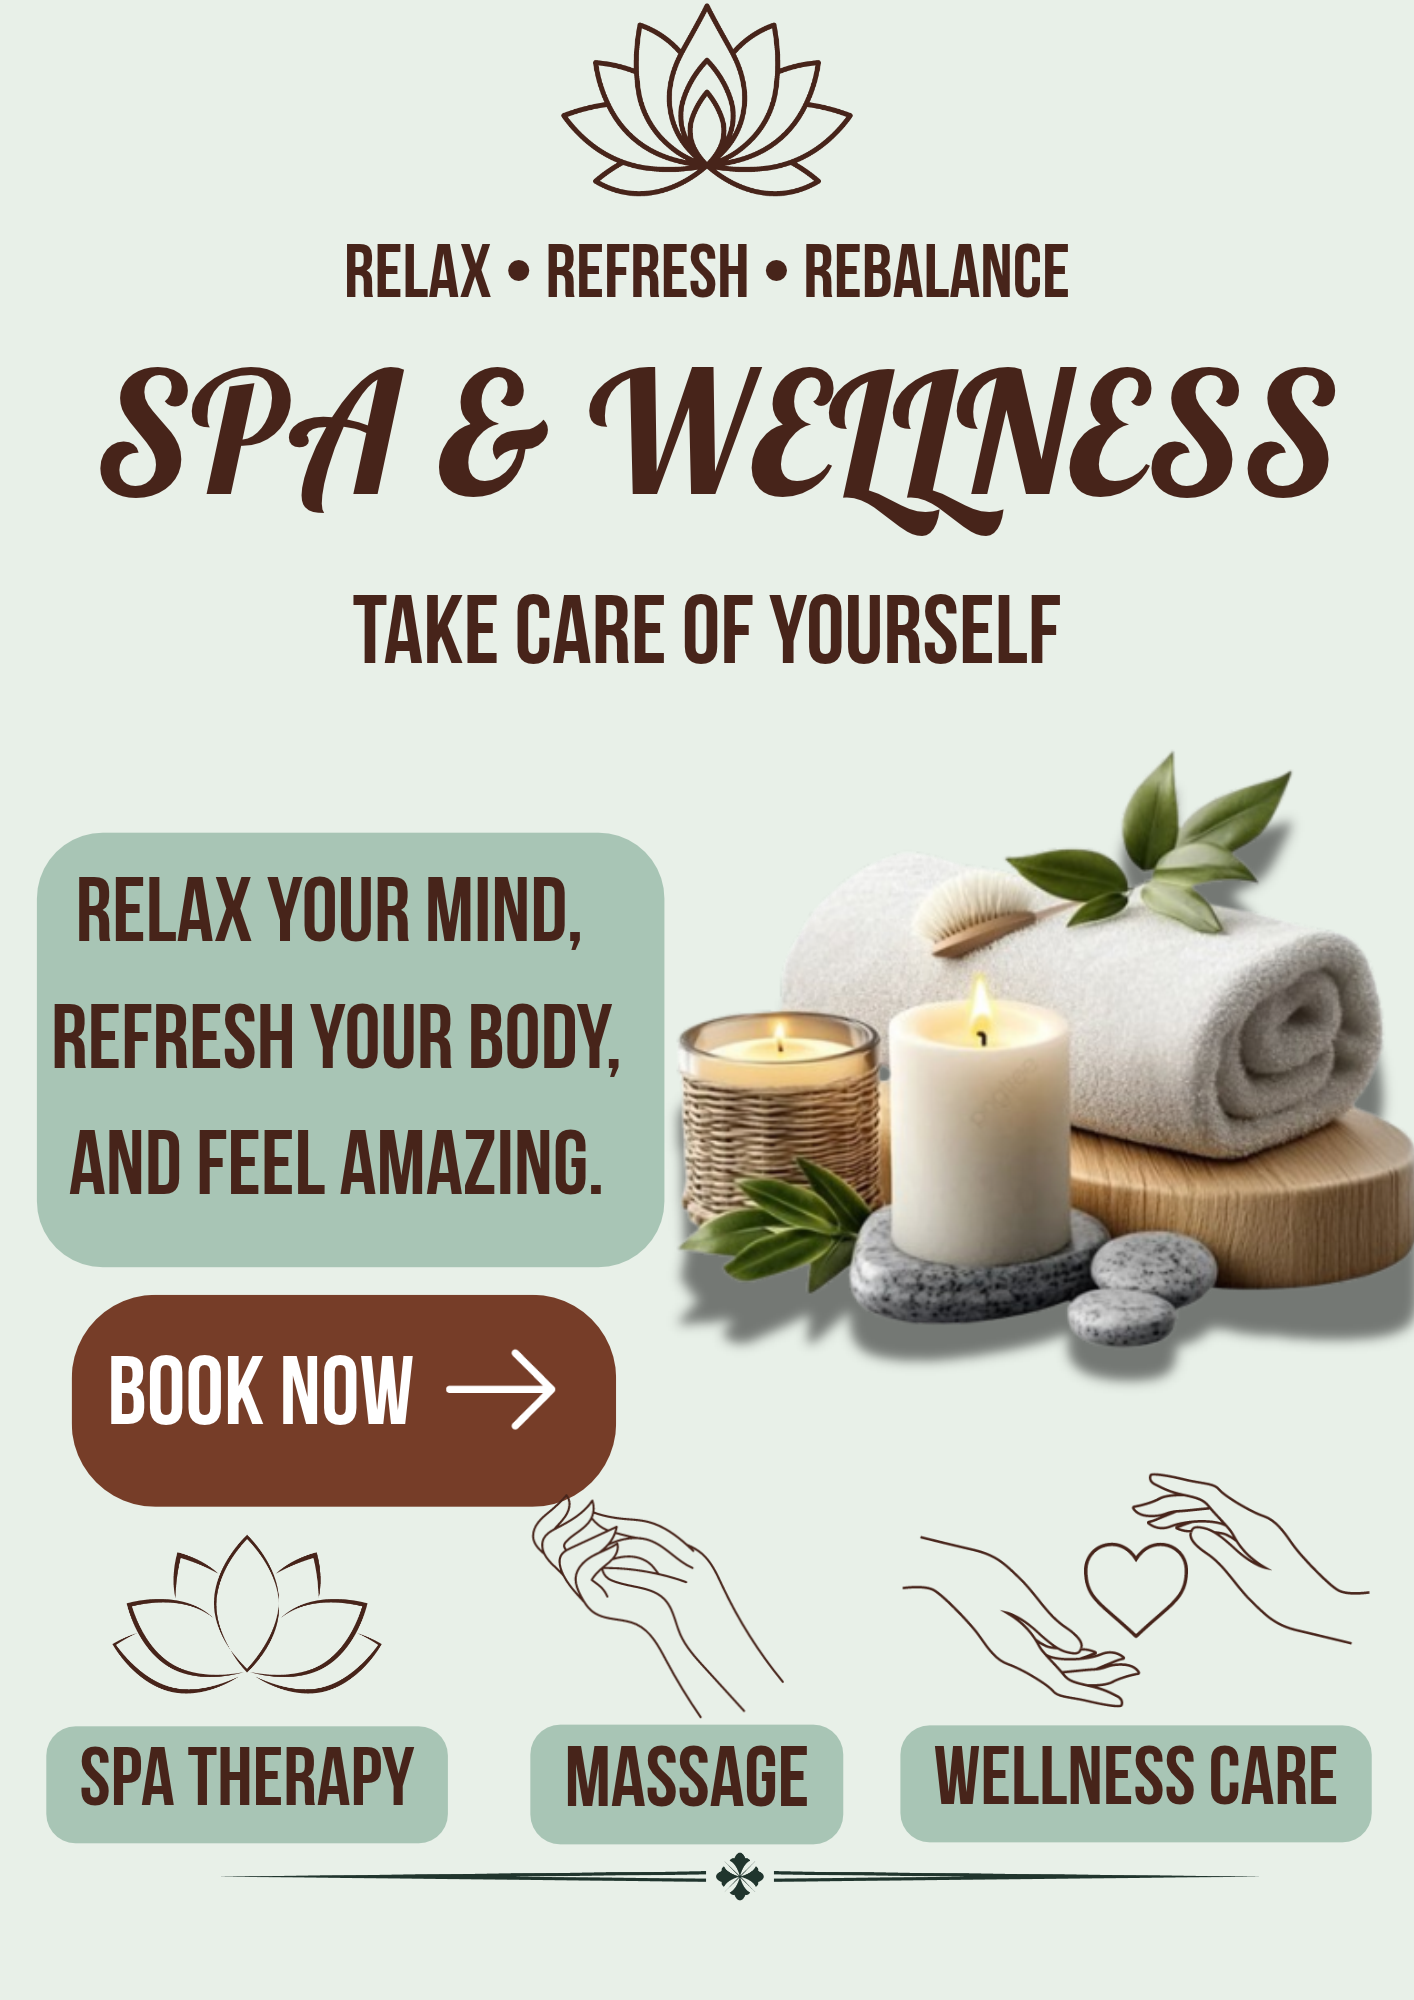 RELAX • REFRESH • REBALANCE
SPA & WELLNESS
TAKE CARE OF YOURSELF
RELAX YOUR MIND,
REFRESH YOUR BODY,
AND FEEL AMAZING.
BOOK NOW
SPA THERAPY
MASSAGE
WELLNESS CARE